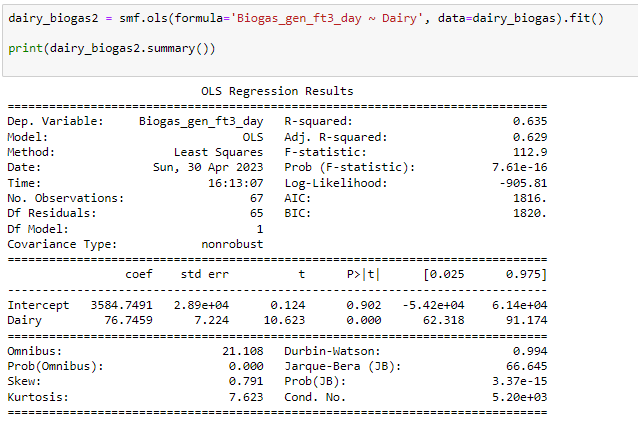 dairy_biogas2 = smf.ols(formula='Biogas_gen_ft3_day ~ Dairy', data=dairy_biogas).fit()
print(dairy_biogas2.summary())
OLS Regression Results
==============================================================================
Dep. Variable:     Biogas_gen_ft3_day   R-squared:                       0.635
Model:                            OLS   Adj. R-squared:                  0.629
Method:                 Least Squares   F-statistic:                     112.9
Date:                Sun, 30 Apr 2023   Prob (F-statistic):           7.61e-16
Time:                        16:13:07   Log-Likelihood:                -905.81
No. Observations:                  67   AIC:                             1816.
Df Residuals:                      65   BIC:                             1820.
Df Model:                           1
Covariance Type:            nonrobust
==============================================================================
                 coef    std err          t      P>|t|      [0.025      0.975]
------------------------------------------------------------------------------
Intercept   3584.7491   2.89e+04      0.124      0.902   -5.42e+04    6.14e+04
Dairy         76.7459      7.224     10.623      0.000      62.318      91.174
==============================================================================
Omnibus:                       21.108   Durbin-Watson:                   0.994
Prob(Omnibus):                  0.000   Jarque-Bera (JB):               66.645
Skew:                           0.791   Prob(JB):                     3.37e-15
Kurtosis:                       7.623   Cond. No.                     5.20e+03
==============================================================================